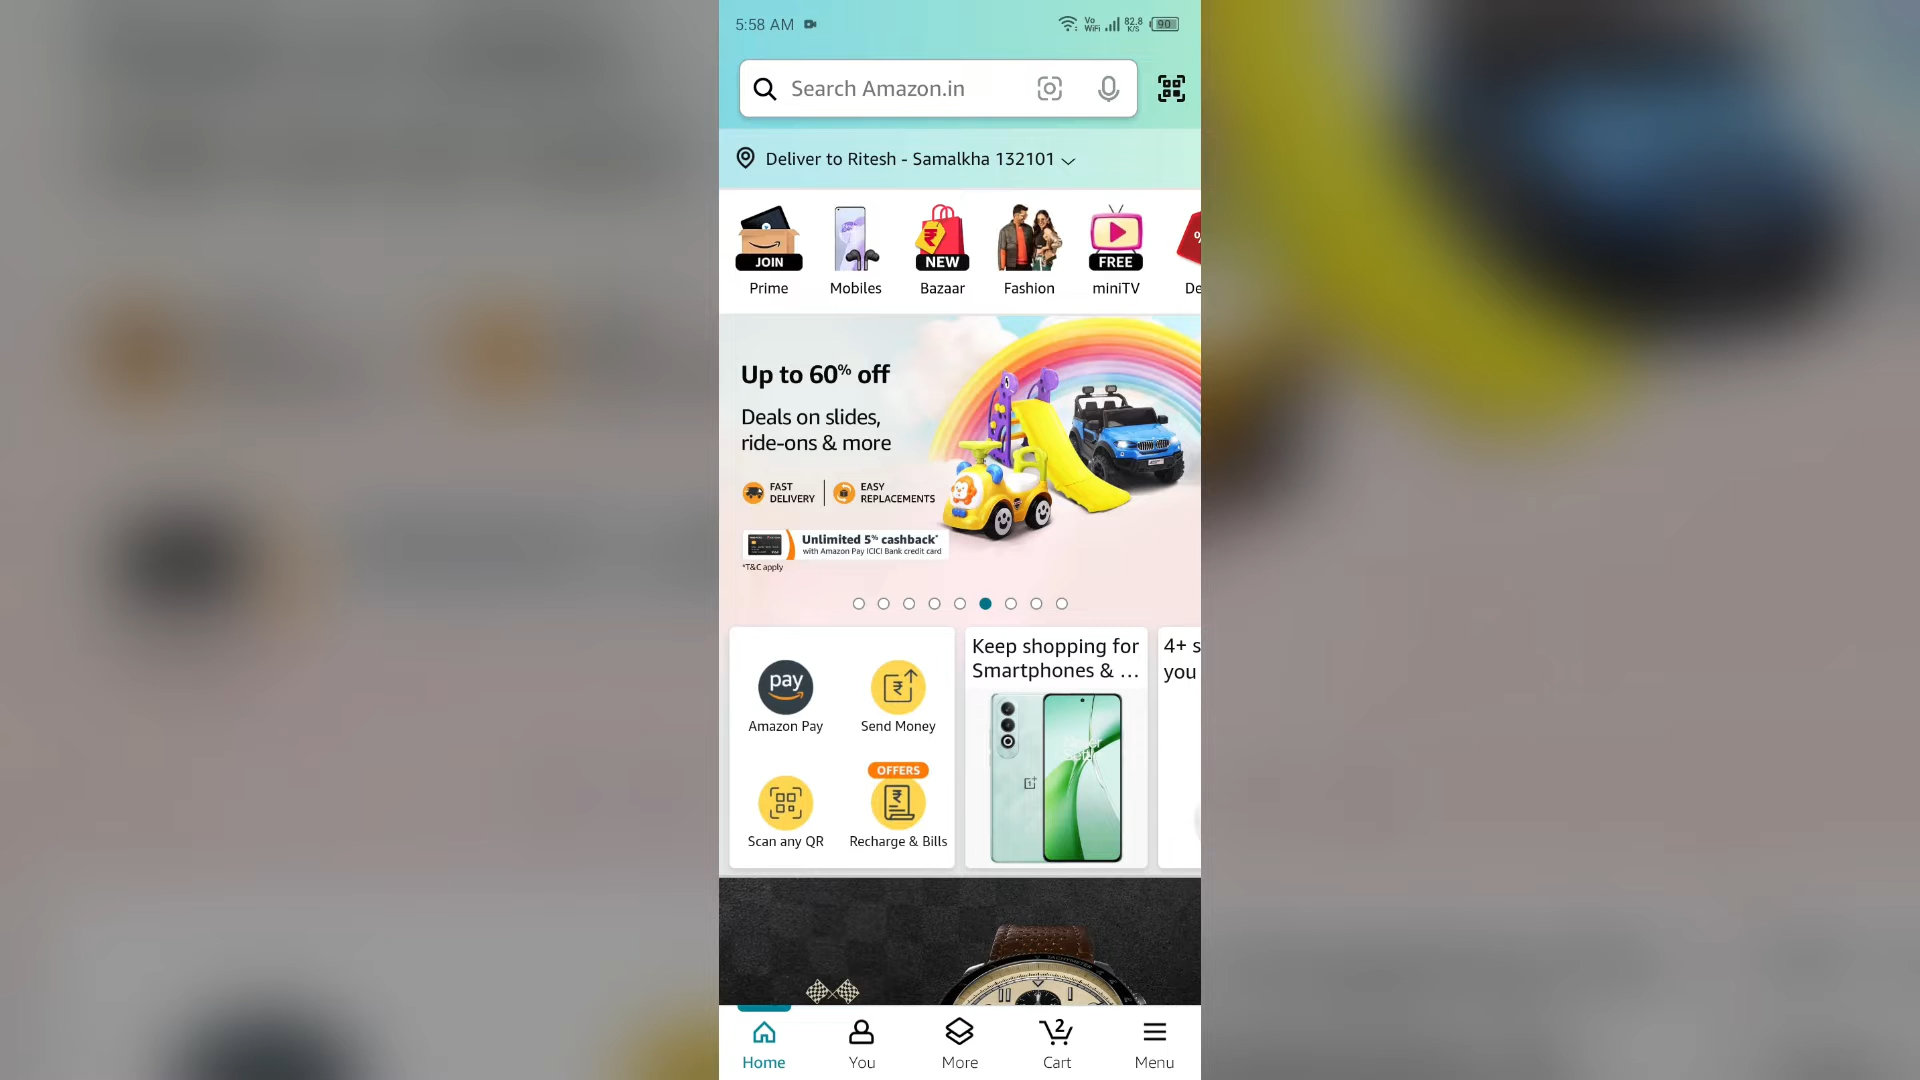 5:58 AM
Vo
WiFi
82.8
K/S
90
Search Amazon.in
Deliver to Ritesh - Samalkha 132101
JOIN
NEW
FREE
Prime
Mobiles
Bazaar
Fashion
miniTV
De
Up to 60% off
Deals on slides,
ride-ons & more
FAST
DELIVERY
EASY
REPLACEMENTS
Unlimited 5% cashback*
with Amazon Pay ICICI Bank credit card
*T&C apply
pay
Amazon Pay
Send Money
OFFERS
Scan any QR
Recharge & Bills
Keep shopping for
Smartphones & ...
4+ s
you
TACHYMETER
2
Home
You
More
Cart
Menu